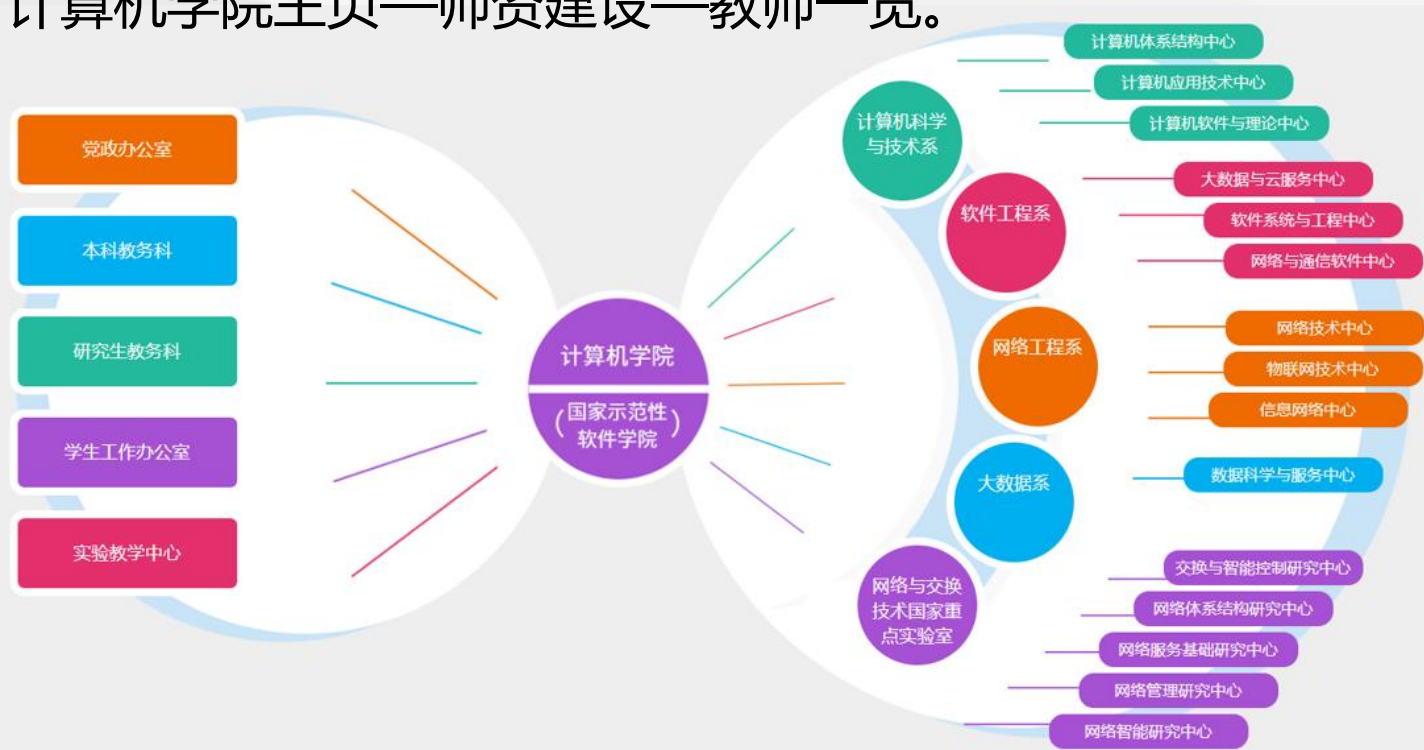 计算机学院主页—师资建设—教师一览。
党政办公室
本科教务科
研究生教务科
学生工作办公室
实验教学中心
计算机学院
(国家示范性
软件学院)
计算机科学
与技术系
计算机体系结构中心
计算机应用技术中心
计算机软件与理论中心
软件工程系
大数据与云服务中心
软件系统与工程中心
网络与通信软件中心
网络工程系
网络技术中心
物联网技术中心
信息网络中心
大数据系
数据科学与服务中心
网络与交换
技术国家重
点实验室
交换与智能控制研究中心
网络体系结构研究中心
网络服务基础研究中心
网络管理研究中心
网络智能研究中心